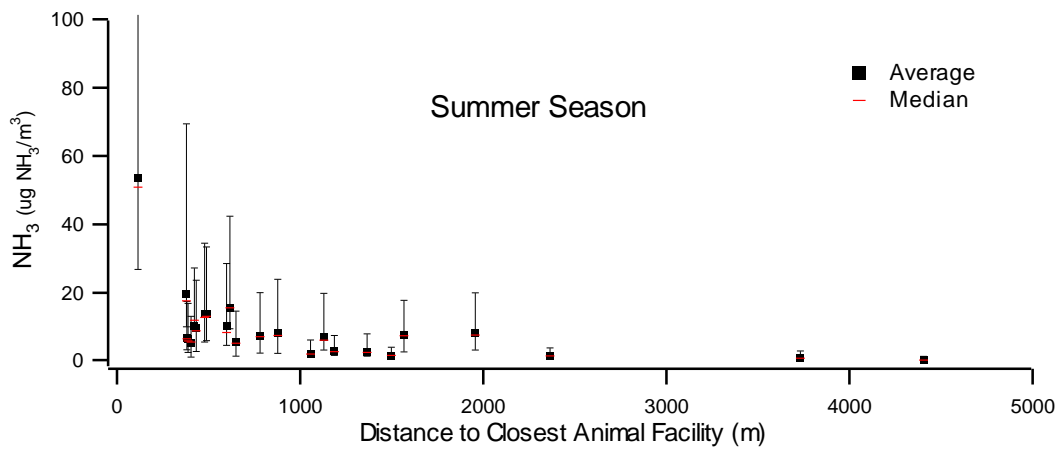 100
80
60
40
20
0
NH3 (ug NH3/m3)
Summer Season
Average
Median
0 1000 2000 3000 4000 5000
Distance to Closest Animal Facility (m)